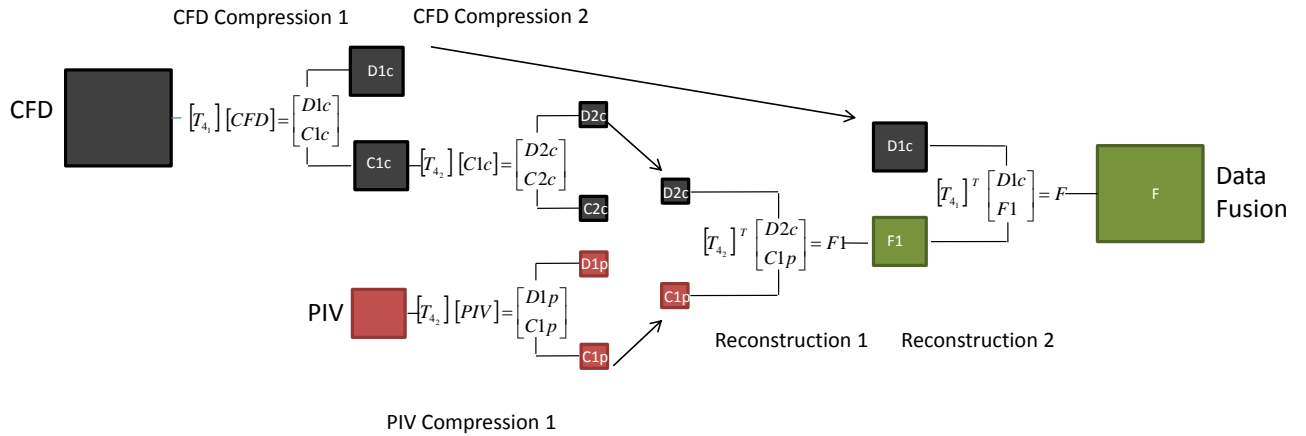 CFD Compression 1
CFD Compression 2
CFD
[T₄₁] [CFD] = [D1c
C1c]
D1c
C1c
[T₄₂] [C1c] = [D2c
C2c]
D2c
C2c
PIV
[T₄₂] [PIV] = [D1p
C1p]
D1p
C1p
D2c
C1p
[T₄₂]ᵀ [D2c
C1p] = F1
D1c
F1
[T₄₁]ᵀ [D1c
F1] = F
F
Data
Fusion
Reconstruction 1
Reconstruction 2
PIV Compression 1